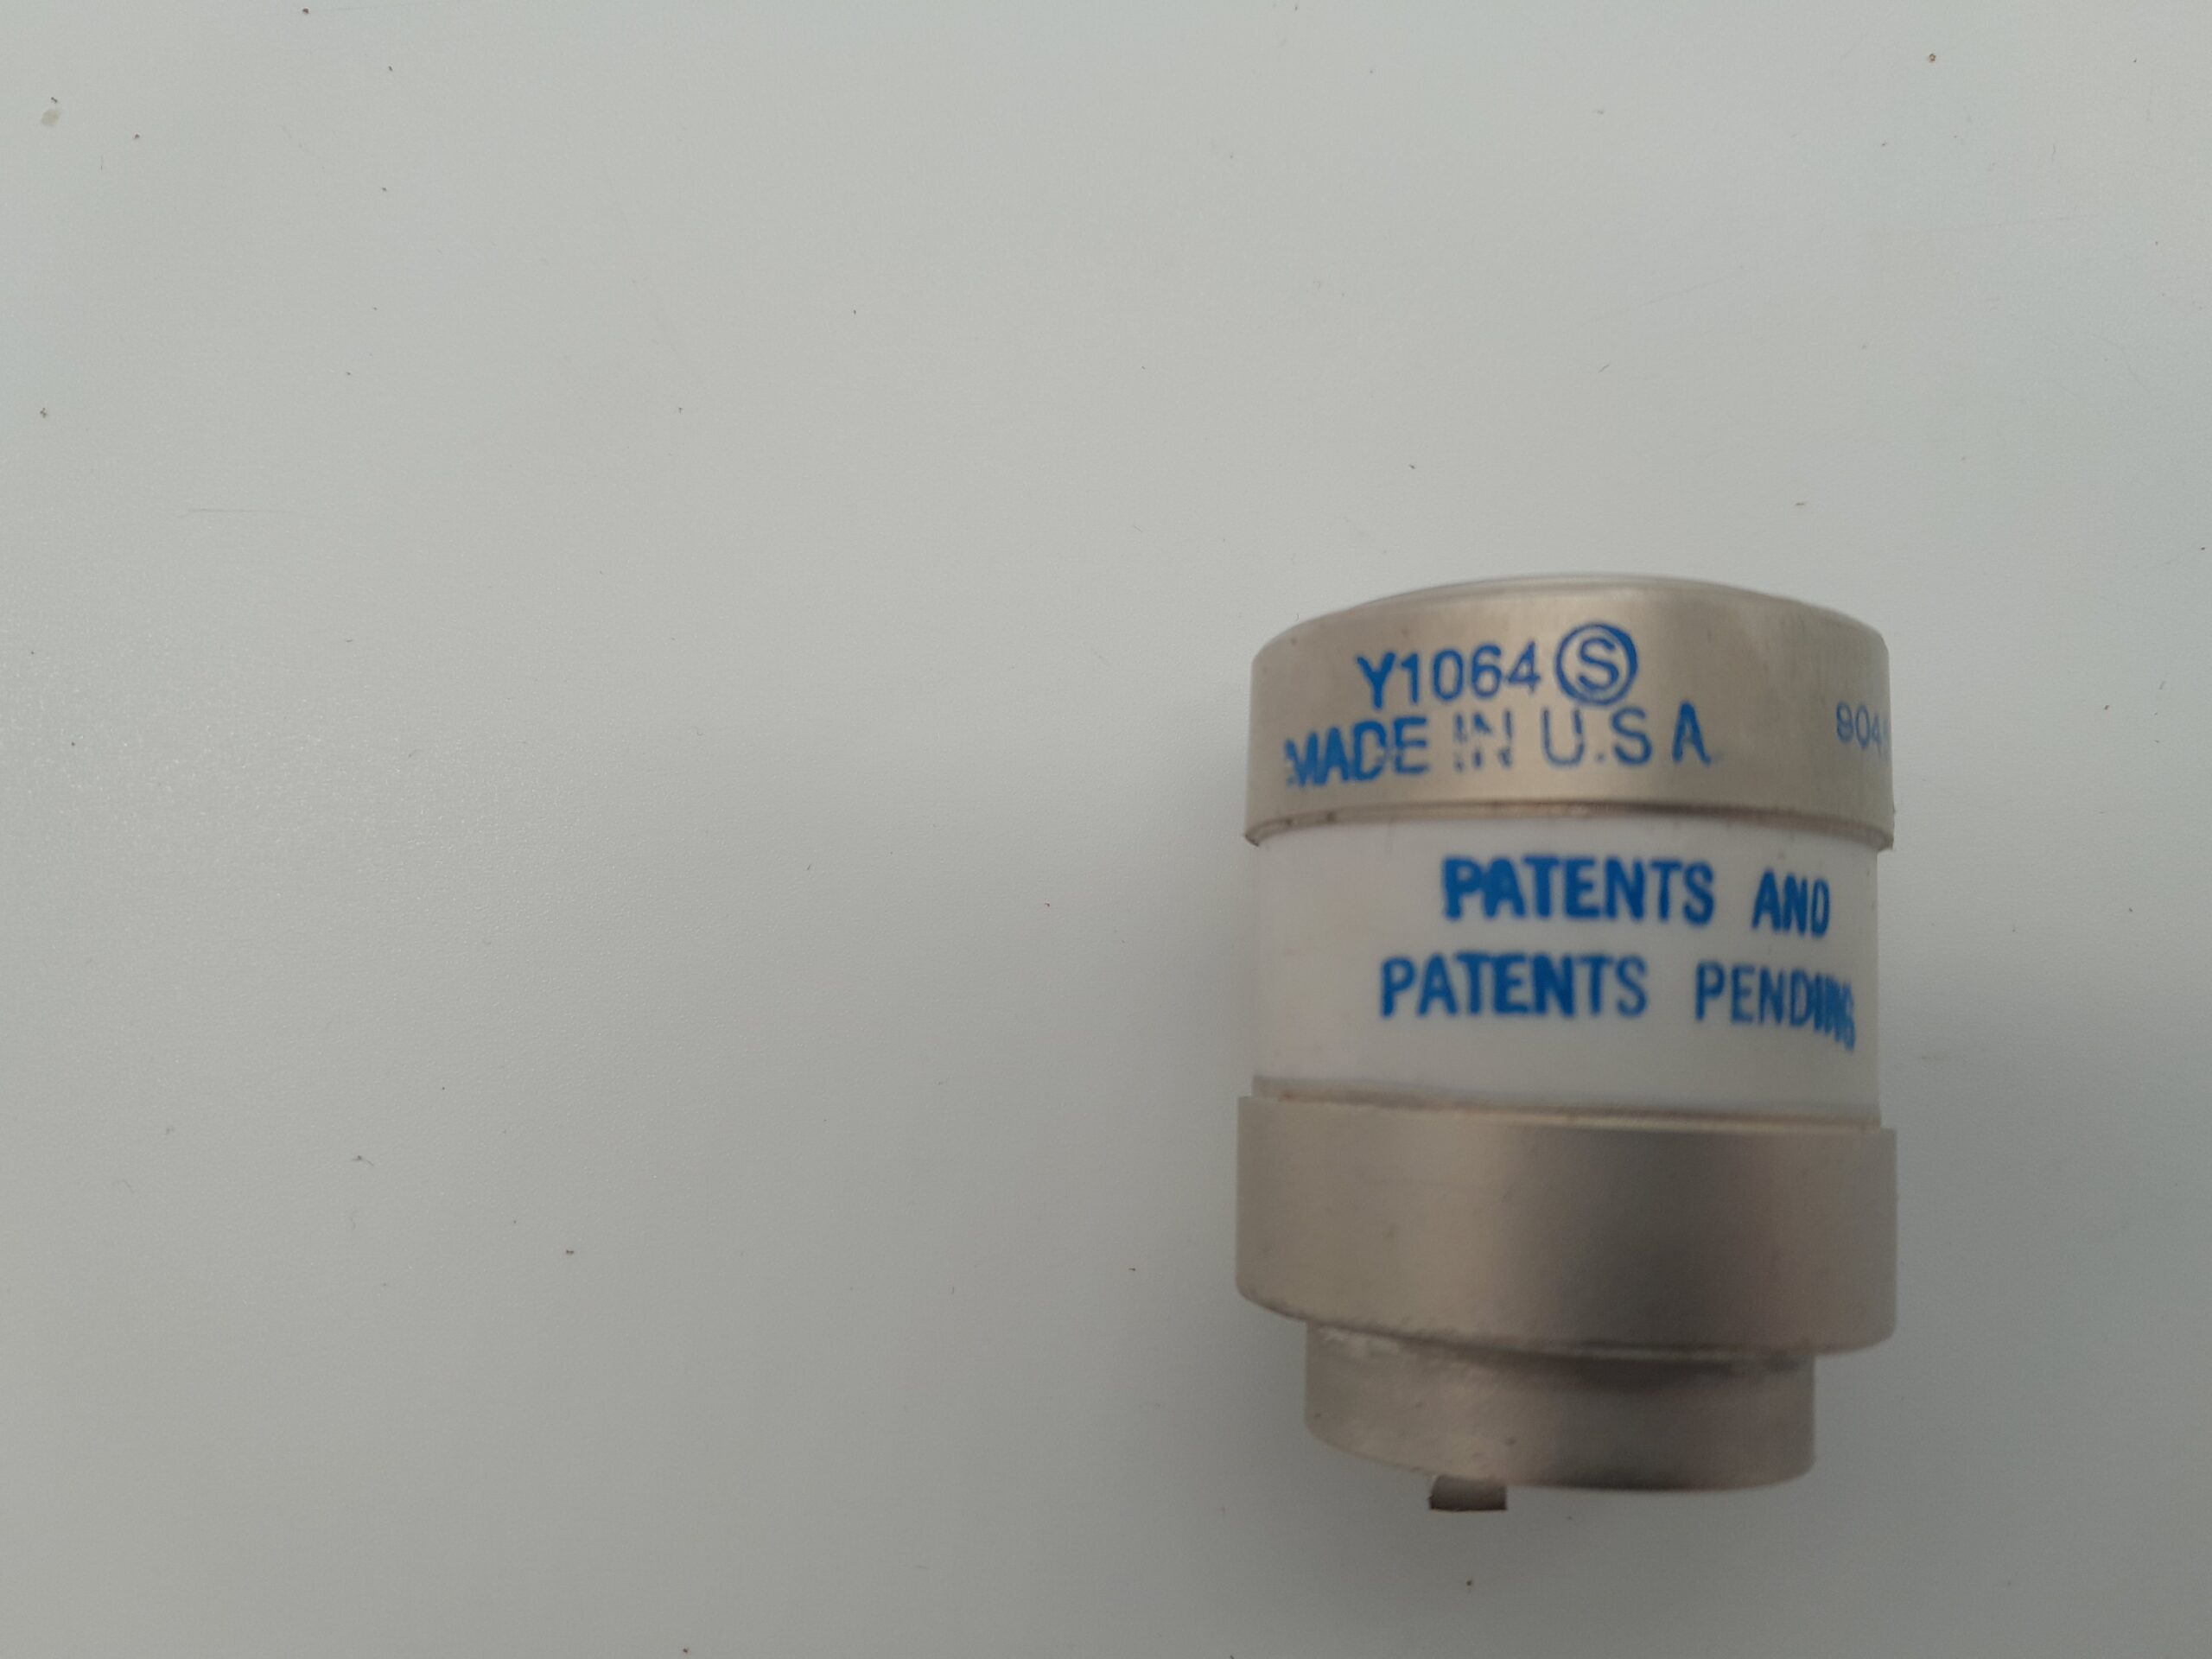 Y1064 Ⓢ
MADE IN U.S.A.
PATENTS AND
PATENTS PENDING